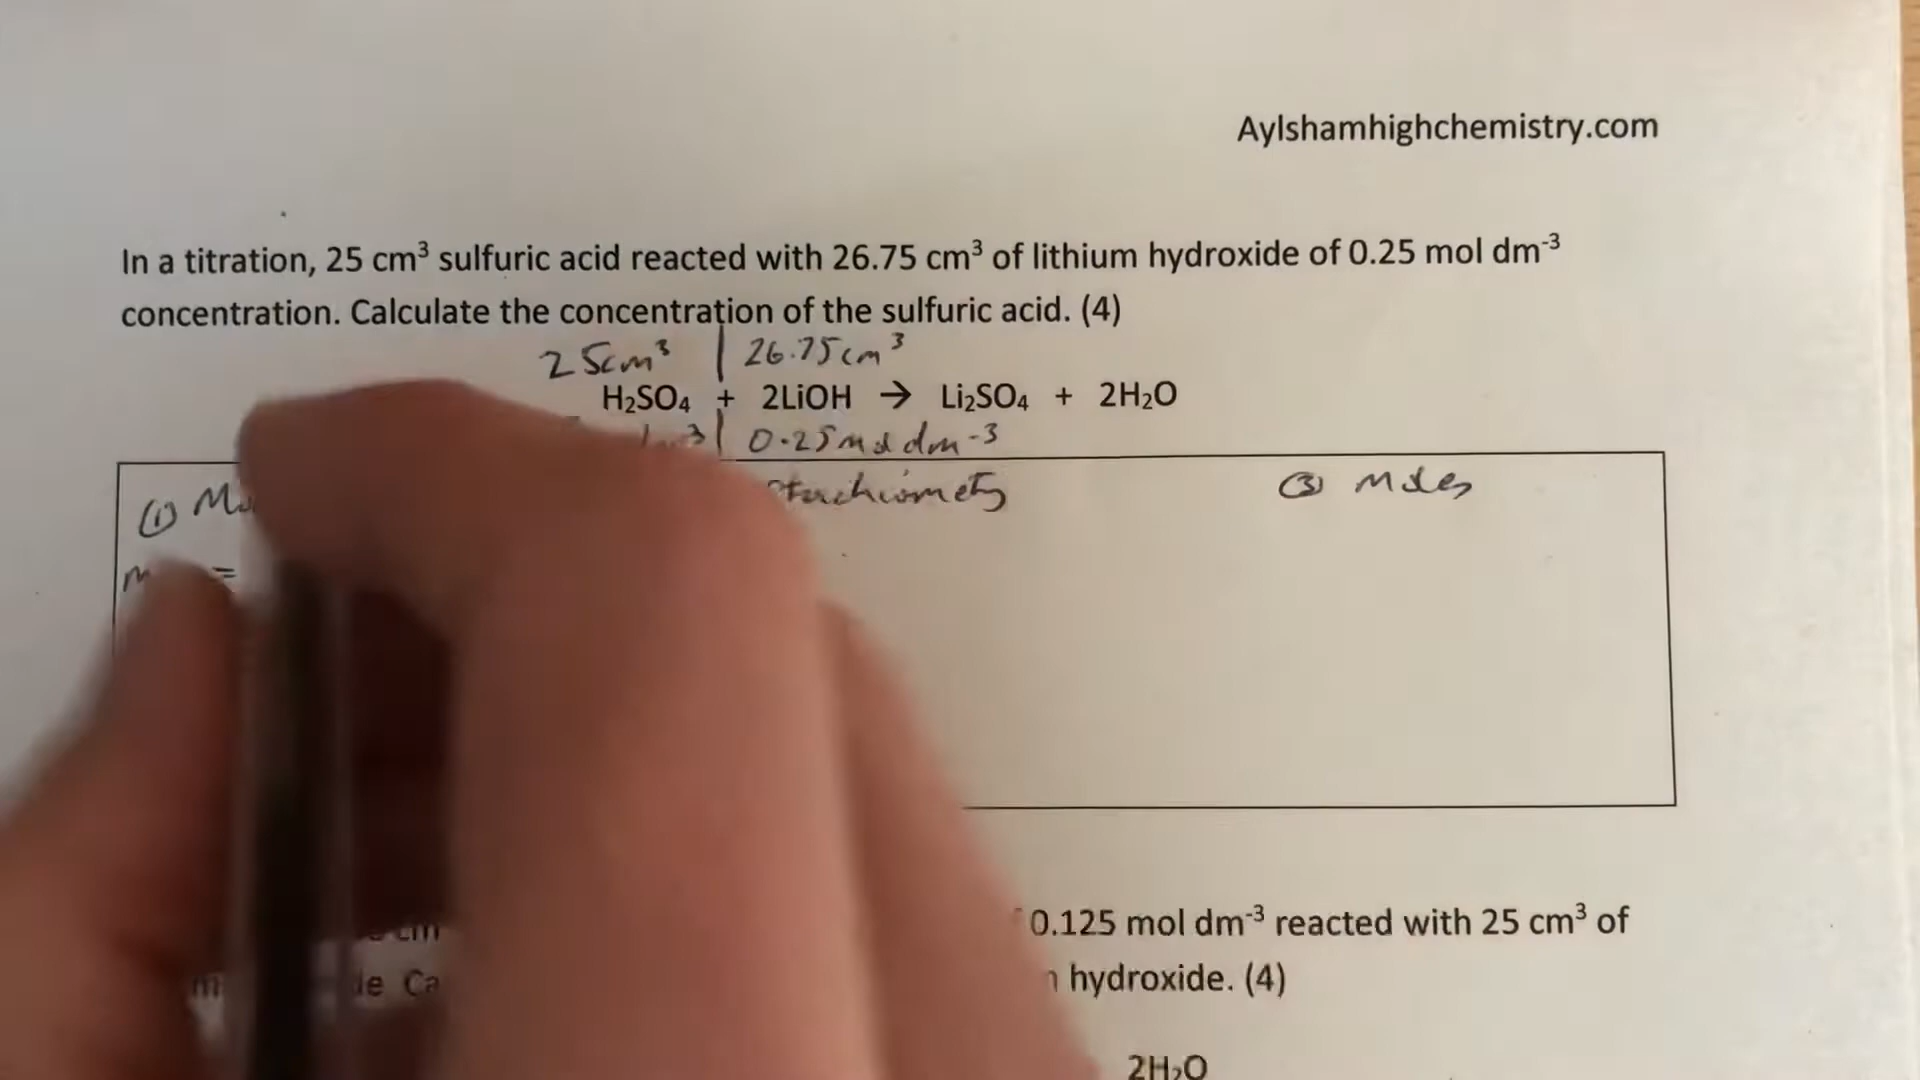 Aylshamhighchemistry.com
In a titration, 25 cm³ sulfuric acid reacted with 26.75 cm³ of lithium hydroxide of 0.25 mol dm⁻³
concentration. Calculate the concentration of the sulfuric acid. (4)
25cm³ | 26.75cm³
H₂SO₄ + 2LiOH → Li₂SO₄ + 2H₂O
³ | 0.25 mol dm⁻³
(1) (3) Moles
=
0.125 mol dm⁻³ reacted with 25 cm³ of
hydroxide. (4)
2H₂O